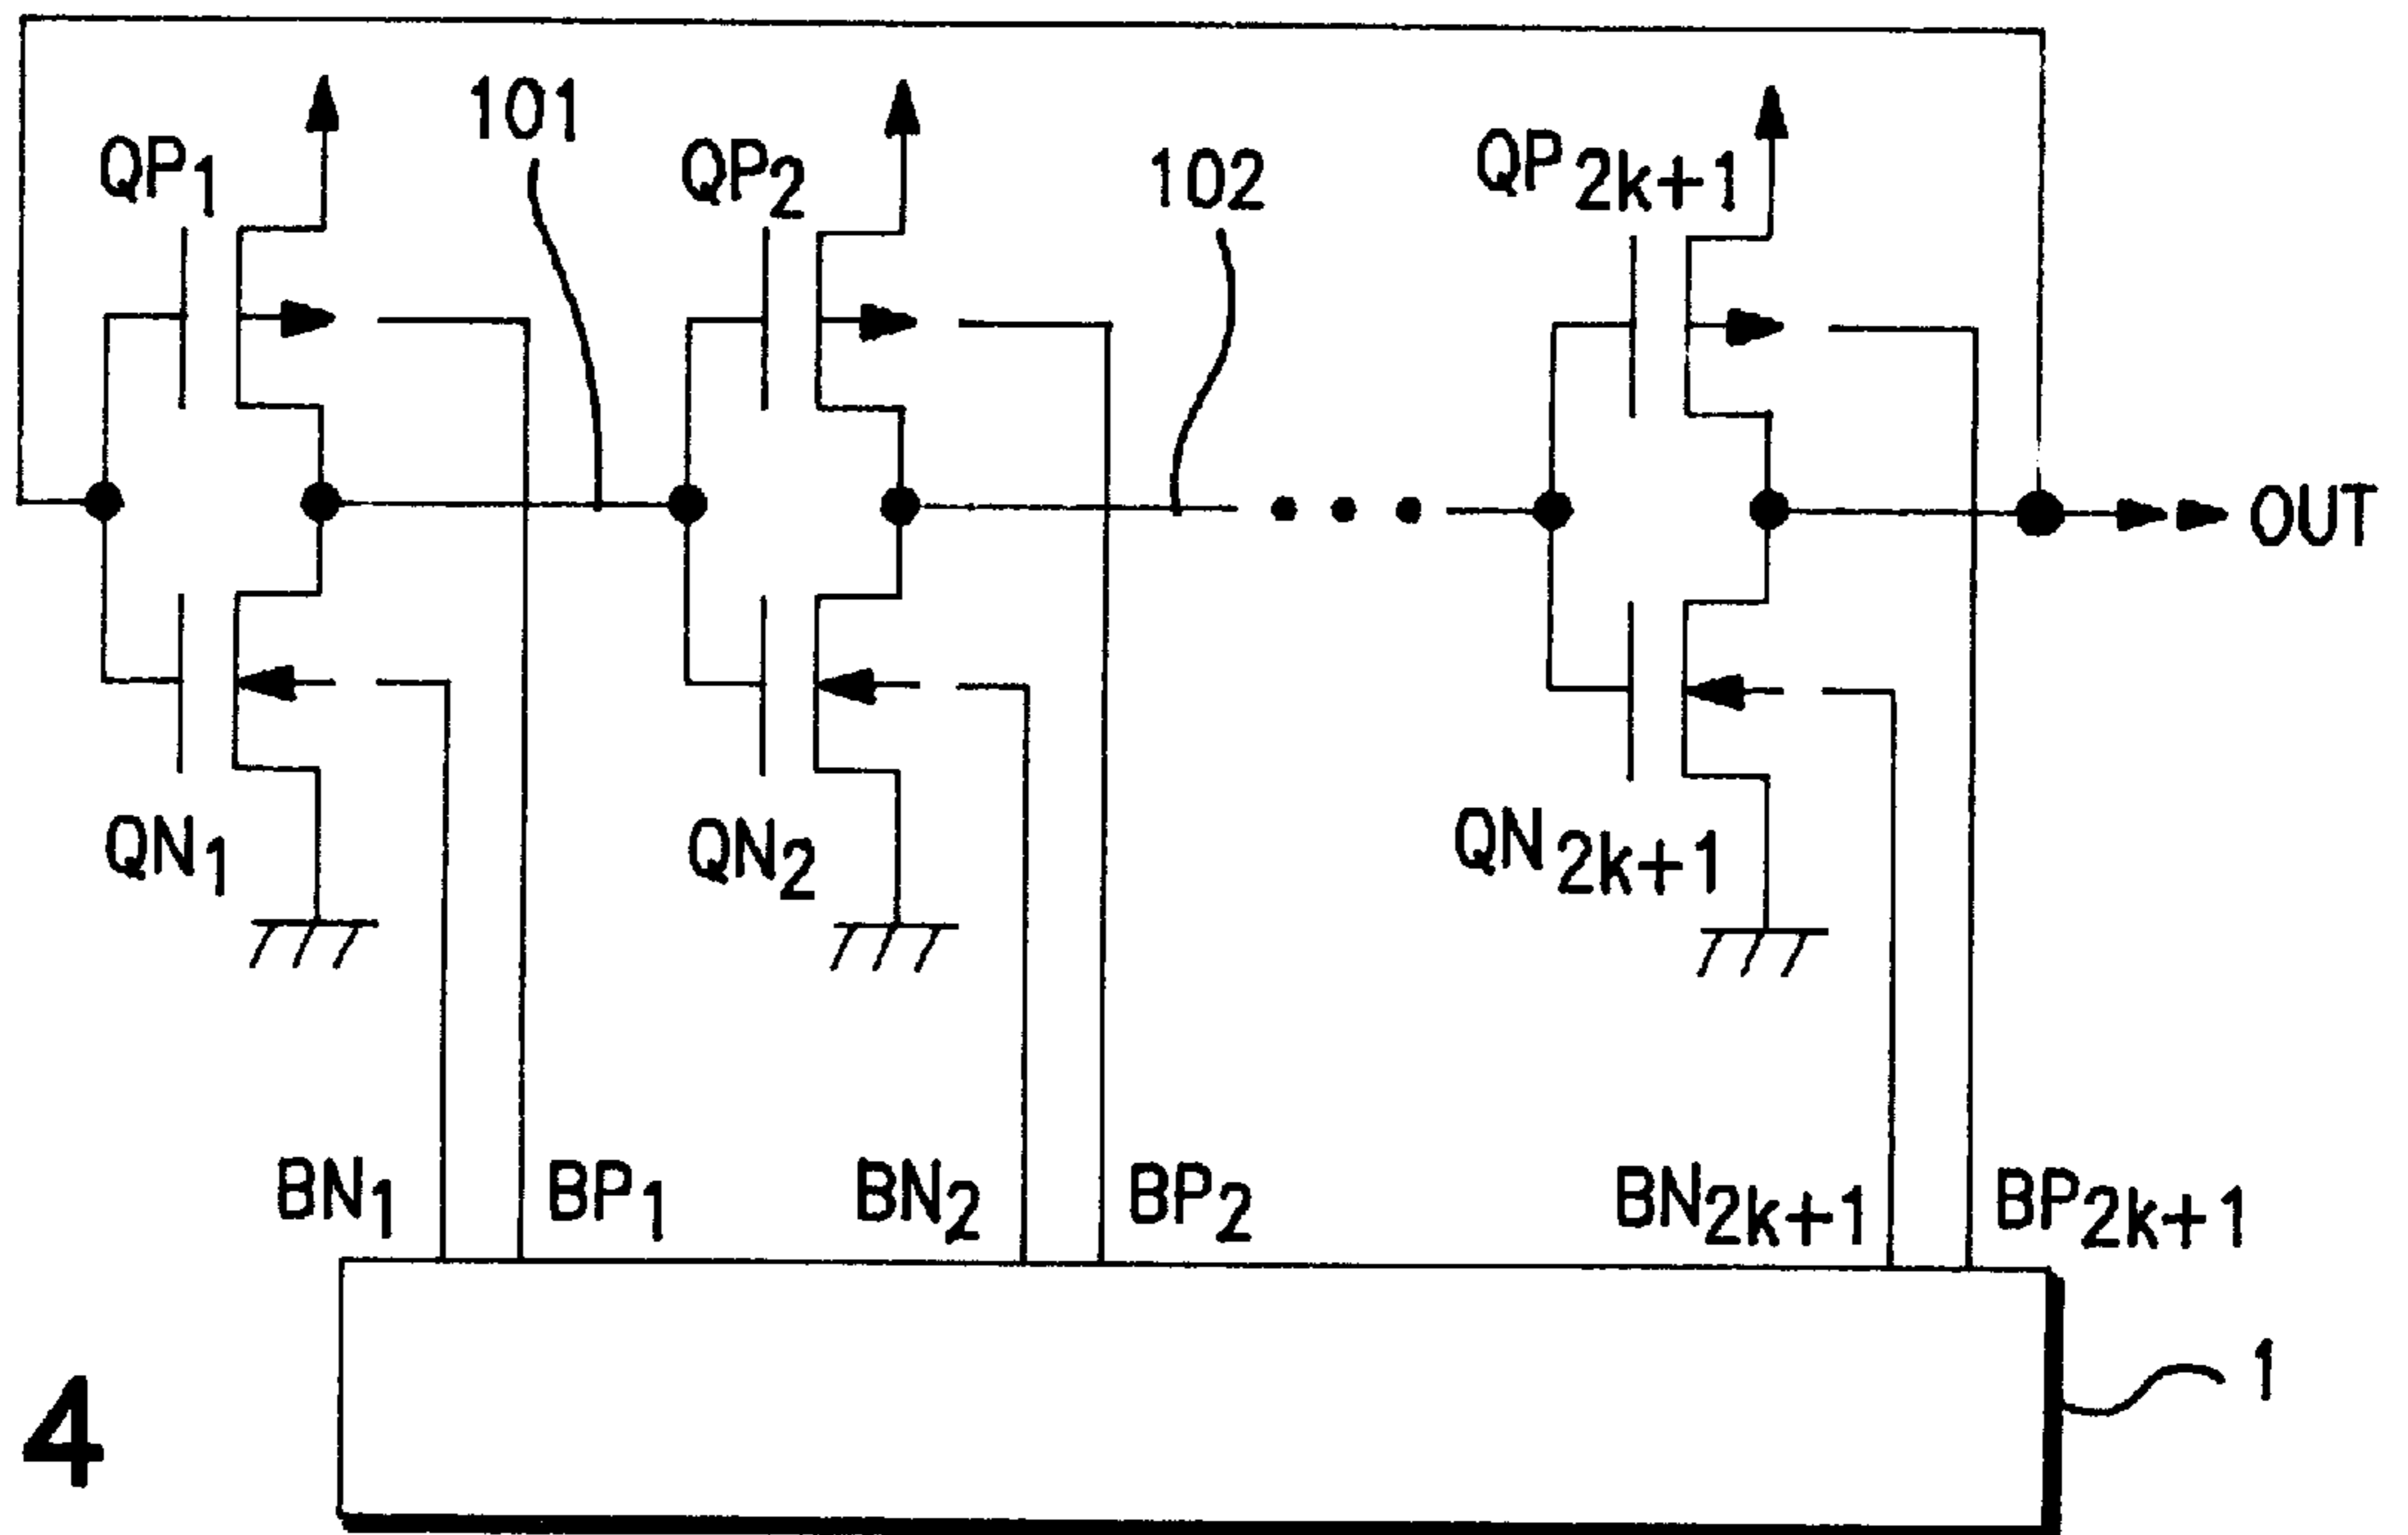 101
QP1
QP2
102
QP2k+1
OUT
QN1
QN2
QN2k+1
BN1
BP1
BN2
BP2
BN2k+1
BP2k+1
1
4